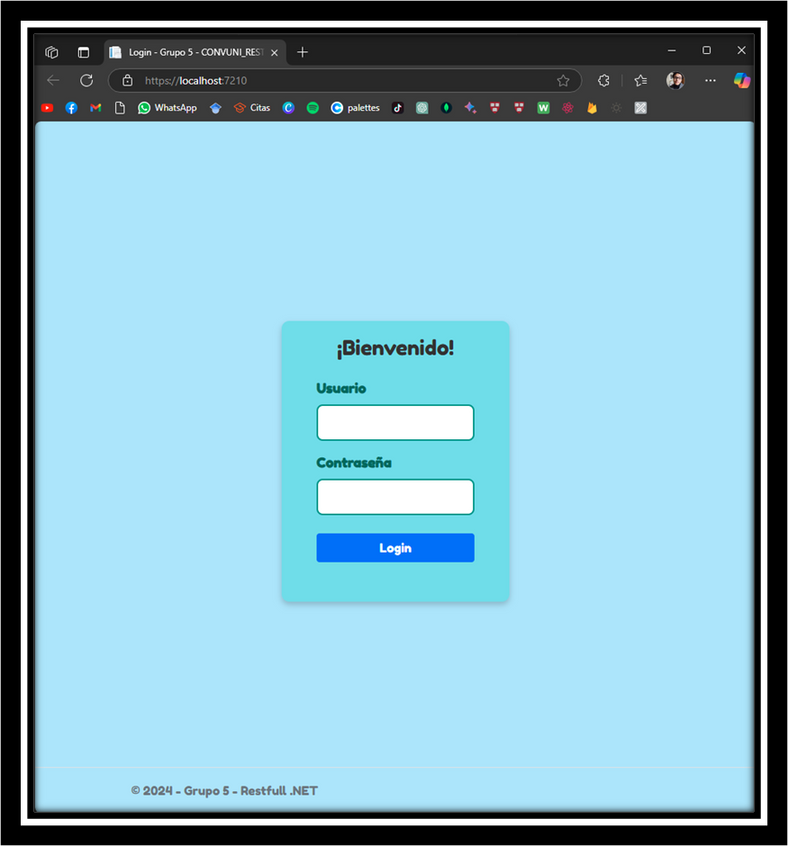 Login - Grupo 5 - CONVUNI_REST
https://localhost:7210
WhatsApp
Citas
palettes
¡Bienvenido!
Usuario
Contraseña
Login
© 2024 - Grupo 5 - Restfull .NET